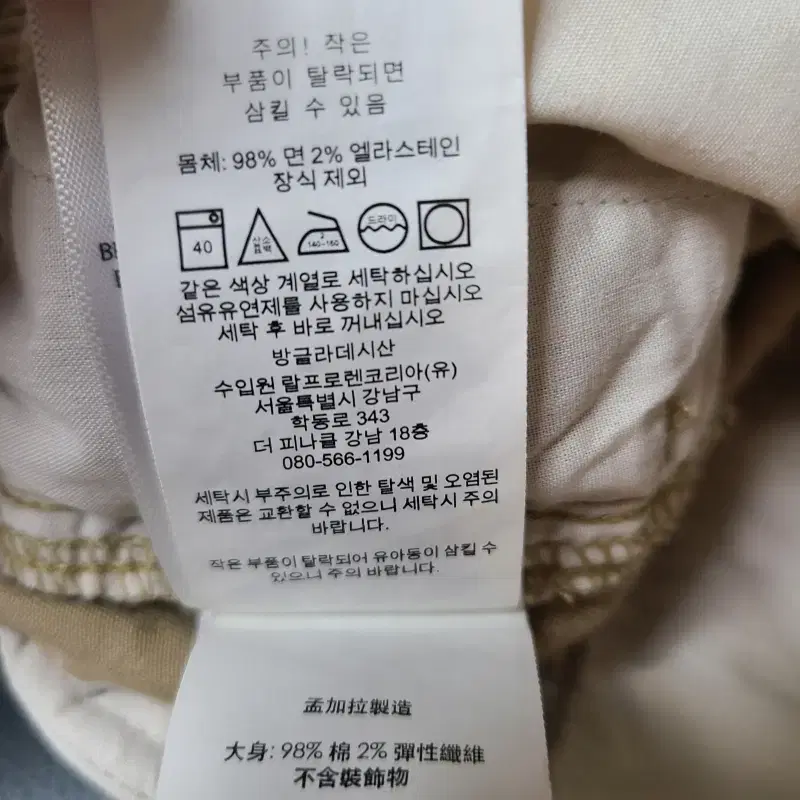 주의! 작은
부품이 탈락되면
삼킬 수 있음
몸체: 98% 면 2% 엘라스테인
장식 제외
40
산소
표백
140-160
드라이
같은 색상 계열로 세탁하십시오
섬유유연제를 사용하지 마십시오
세탁 후 바로 꺼내십시오
방글라데시산
수입원 랄프로렌코리아(유)
서울특별시 강남구
학동로 343
더 피나클 강남 18층
080-566-1199
세탁시 부주의로 인한 탈색 및 오염된
제품은 교환할 수 없으니 세탁시 주의
바랍니다.
작은 부품이 탈락되어 유아동이 삼킬 수
있으니 주의 바랍니다.
孟加拉製造
大身: 98% 棉 2% 彈性纖維
不含裝飾物